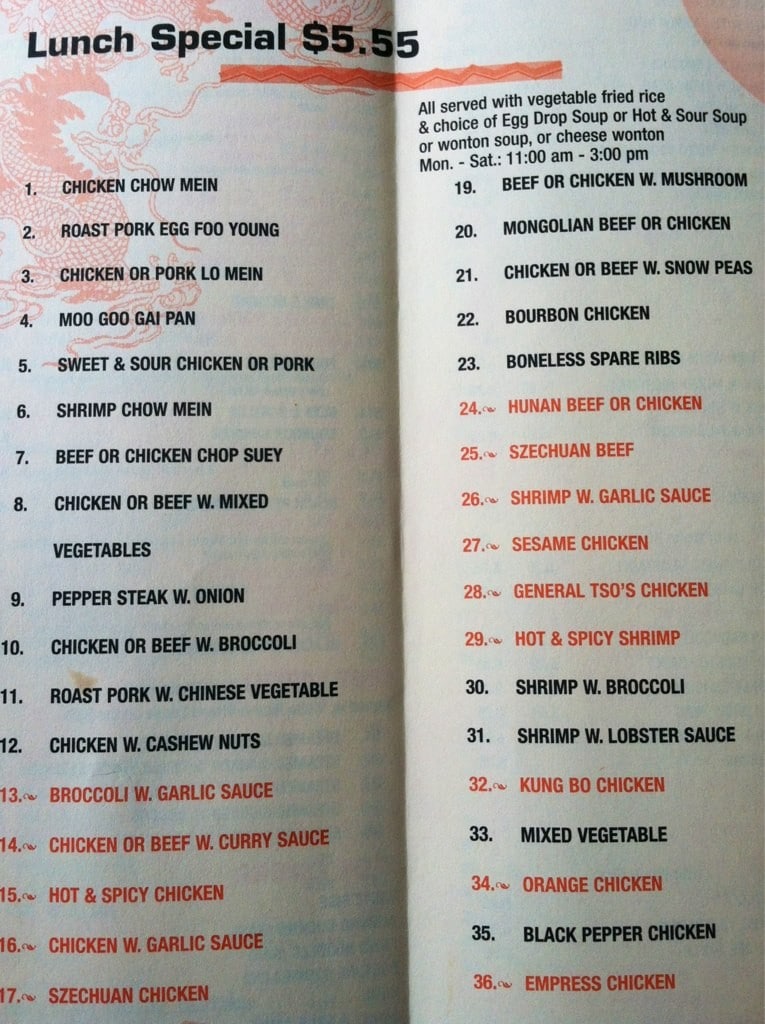 Lunch Special $5.55
1. CHICKEN CHOW MEIN
2. ROAST PORK EGG FOO YOUNG
3. CHICKEN OR PORK LO MEIN
4. MOO GOO GAI PAN
5. SWEET & SOUR CHICKEN OR PORK
6. SHRIMP CHOW MEIN
7. BEEF OR CHICKEN CHOP SUEY
8. CHICKEN OR BEEF W. MIXED
VEGETABLES
9. PEPPER STEAK W. ONION
10. CHICKEN OR BEEF W. BROCCOLI
11. ROAST PORK W. CHINESE VEGETABLE
12. CHICKEN W. CASHEW NUTS
13. BROCCOLI W. GARLIC SAUCE
14. CHICKEN OR BEEF W. CURRY SAUCE
15. HOT & SPICY CHICKEN
16. CHICKEN W. GARLIC SAUCE
17. SZECHUAN CHICKEN
All served with vegetable fried rice
& choice of Egg Drop Soup or Hot & Sour Soup
or wonton soup, or cheese wonton
Mon. - Sat.: 11:00 am - 3:00 pm
19. BEEF OR CHICKEN W. MUSHROOM
20. MONGOLIAN BEEF OR CHICKEN
21. CHICKEN OR BEEF W. SNOW PEAS
22. BOURBON CHICKEN
23. BONELESS SPARE RIBS
24. HUNAN BEEF OR CHICKEN
25. SZECHUAN BEEF
26. SHRIMP W. GARLIC SAUCE
27. SESAME CHICKEN
28. GENERAL TSO'S CHICKEN
29. HOT & SPICY SHRIMP
30. SHRIMP W. BROCCOLI
31. SHRIMP W. LOBSTER SAUCE
32. KUNG BO CHICKEN
33. MIXED VEGETABLE
34. ORANGE CHICKEN
35. BLACK PEPPER CHICKEN
36. EMPRESS CHICKEN